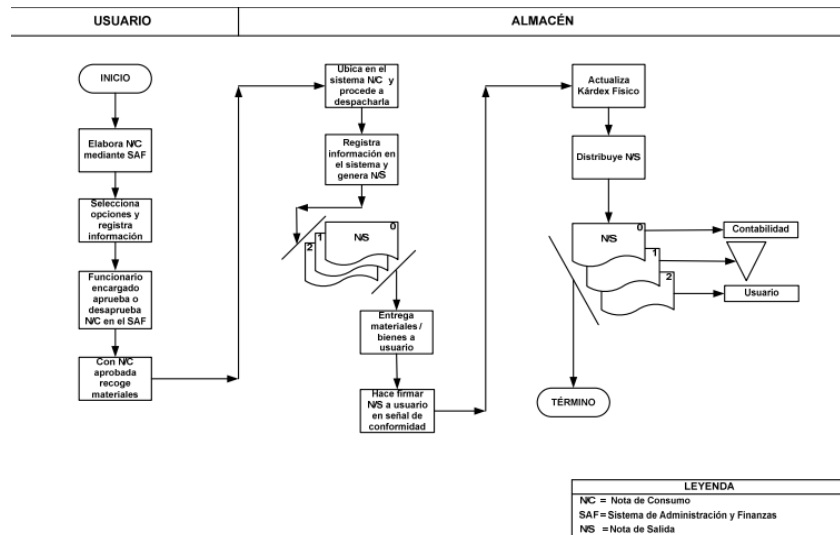 USUARIO
ALMACÉN
INICIO
Elabora N/C
mediante SAF
Selecciona
opciones y
registra
información
Funcionario
encargado
aprueba o
desaprueba
N/C en el SAF
Con N/C
aprobada
recoge
materiales
Ubica en el
sistema N/C y
procede a
despacharla
Registra
información en
el sistema y
genera N/S
0
N/S
1
2
Entrega
materiales /
bienes a
usuario
Hace firmar
N/S a usuario
en señal de
conformidad
Actualiza
Kárdex Físico
Distribuye N/S
0
N/S
1
2
Contabilidad
Usuario
TÉRMINO
LEYENDA
N/C = Nota de Consumo
SAF = Sistema de Administración y Finanzas
N/S = Nota de Salida